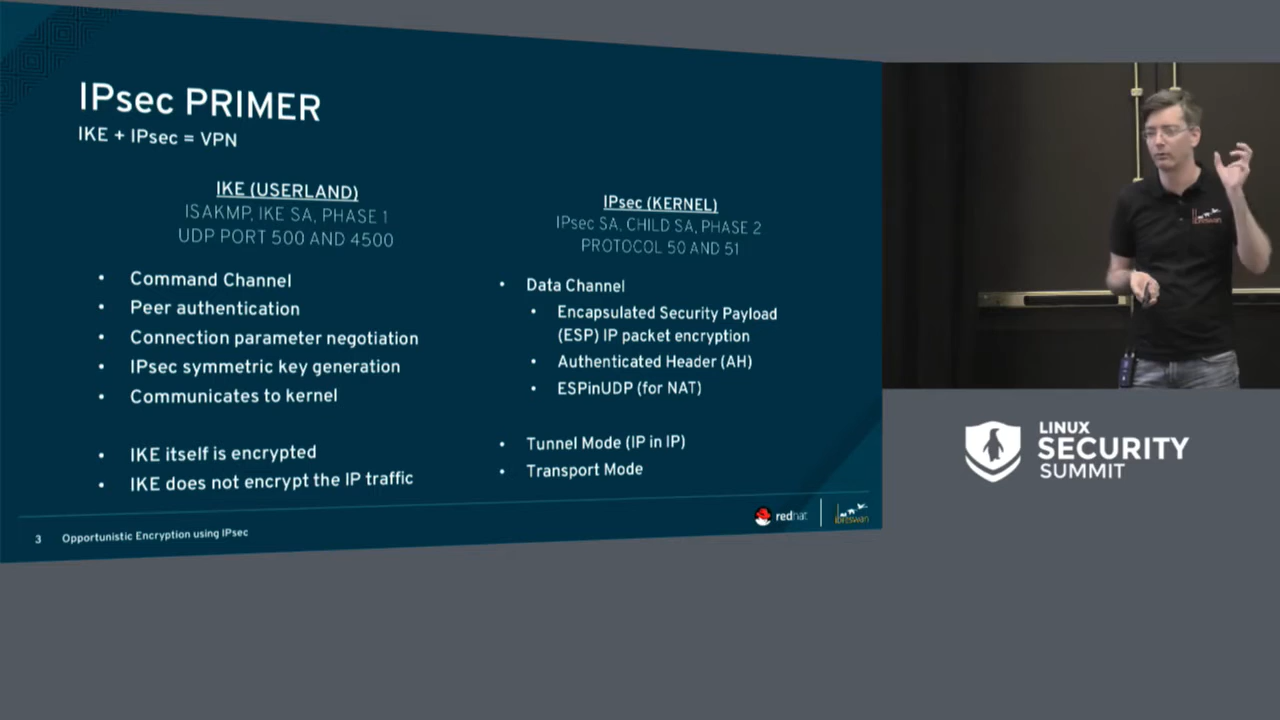 IPsec PRIMER
IKE + IPsec = VPN
IKE (USERLAND)
ISAKMP, IKE SA, PHASE 1
UDP PORT 500 AND 4500
• Command Channel
• Peer authentication
• Connection parameter negotiation
• IPsec symmetric key generation
• Communicates to kernel
• IKE itself is encrypted
• IKE does not encrypt the IP traffic
IPsec (KERNEL)
IPsec SA, CHILD SA, PHASE 2
PROTOCOL 50 AND 51
• Data Channel
• Encapsulated Security Payload
(ESP) IP packet encryption
• Authenticated Header (AH)
• ESPinUDP (for NAT)
• Tunnel Mode (IP in IP)
• Transport Mode
3 Opportunistic Encryption using IPsec
redhat
libreswan
libreswan
LINUX
SECURITY
SUMMIT